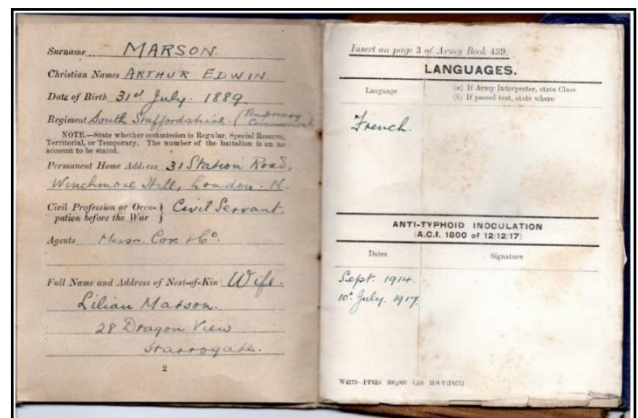 Surname MARSON.
Christian Names ARTHUR EDWIN.
Date of Birth 31st July. 1889.
Regiment South Staffordshire. (Temporary
Commission)
NOTE.—State whether commission is Regular, Special Reserve,
Territorial, or Temporary. The number of the battalion is on no
account to be stated.
Permanent Home Address 31 Station Road,
Winchmore Hill, London. N.
Civil Profession or Occu-
pation before the War } Civil Servant.
Agents Messrs. Cox & Co.
Full Name and Address of Next-of-Kin Wife.
Lilian Marson.
28 Dragon View
Harrogate.
2
Insert on page 3 of Army Book 439.
LANGUAGES.
Language
(a) If Army Interpreter, state Class
(b) If passed test, state where
French.
ANTI-TYPHOID INOCULATION
(A.C.I. 1800 of 12/12/17)
Dates
Signature
Sept. 1914.
10th July. 1917.